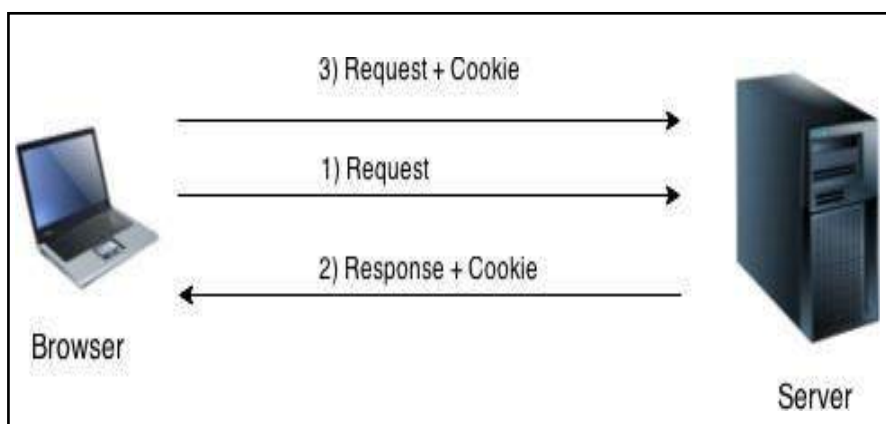 3) Request + Cookie
1) Request
2) Response + Cookie
Browser
Server